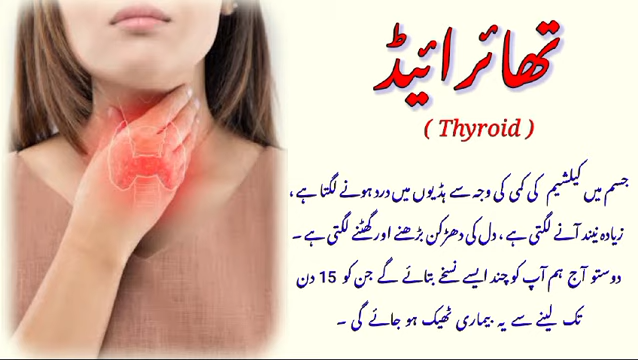 تھائرائیڈ
( Thyroid )
جسم میں کیلشیم کی کمی کی وجہ سے ہڈیوں میں درد ہونے لگتا ہے ،
زیادہ نیند آنے لگتی ہے ، دل کی دھڑکن بڑھنے اور گھٹنے لگتی ہے ۔
دوستو آج ہم آپ کو چند ایسے نسخے بتائے گے جن کو 15 دن
تک لینے سے یہ بیماری ٹھیک ہو جائے گی ۔